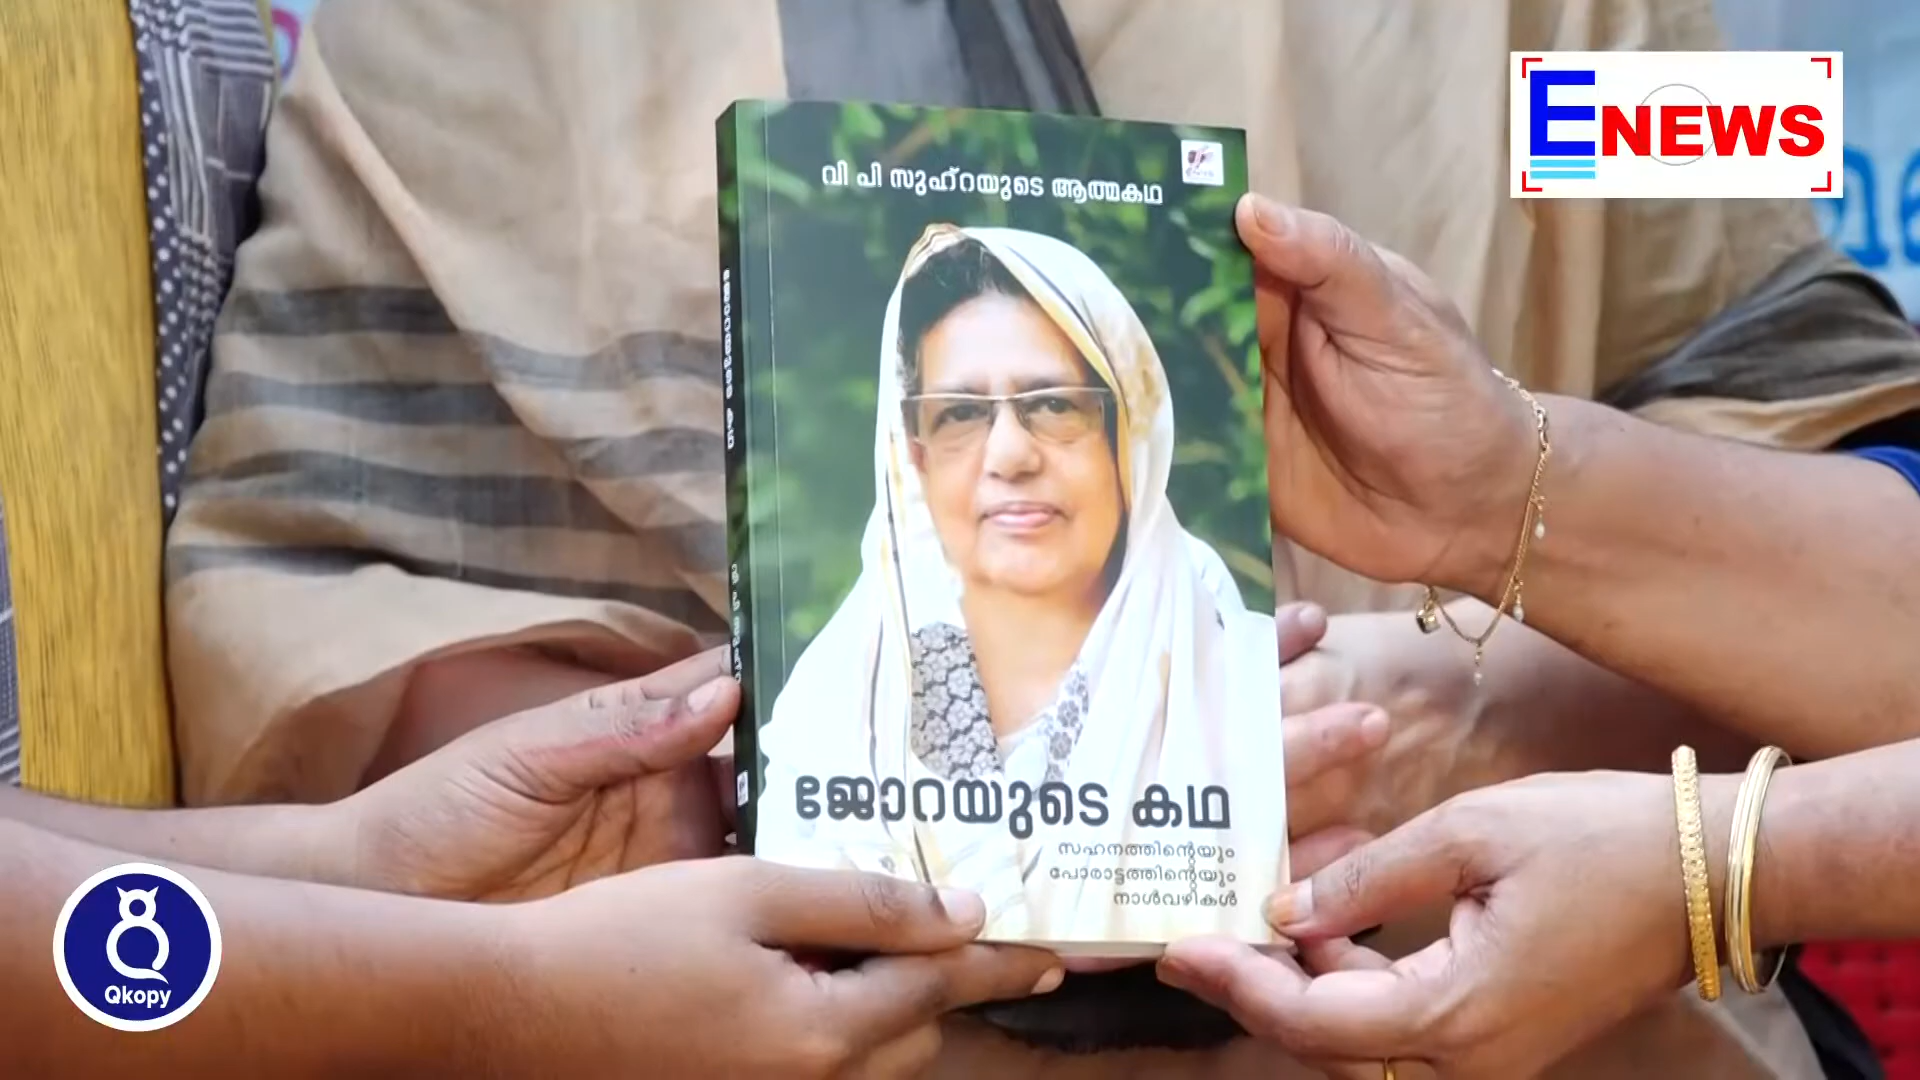 വി പി സുഹ്റയുടെ ആത്മകഥ
ENEWS
ജോറയുടെ കഥ
സഹനത്തിന്റെയും
പോരാട്ടത്തിന്റെയും
നാൾവഴികൾ
Qkopy